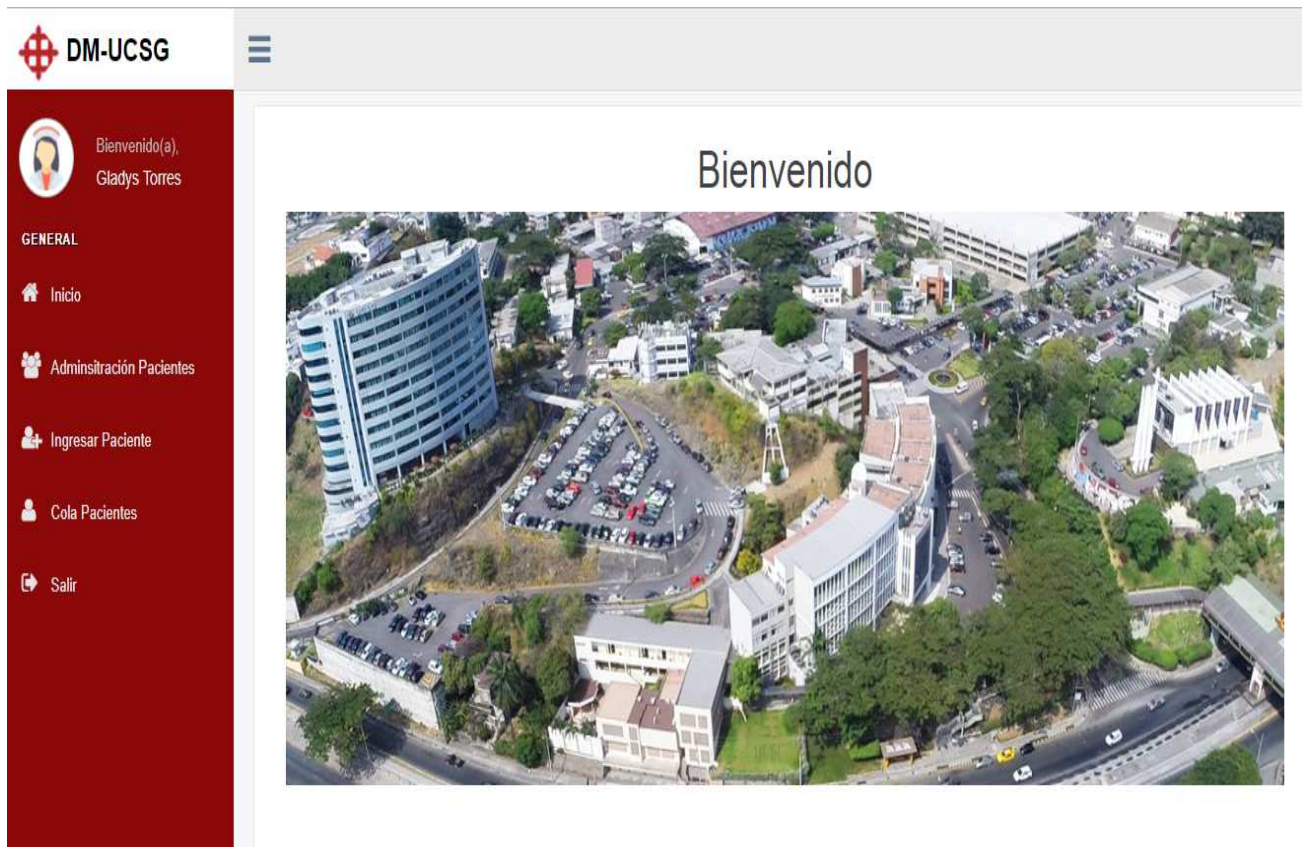 DM-UCSG
Bienvenido(a),
Gladys Torres
GENERAL
Inicio
Adminsitración Pacientes
Ingresar Paciente
Cola Pacientes
Salir
Bienvenido